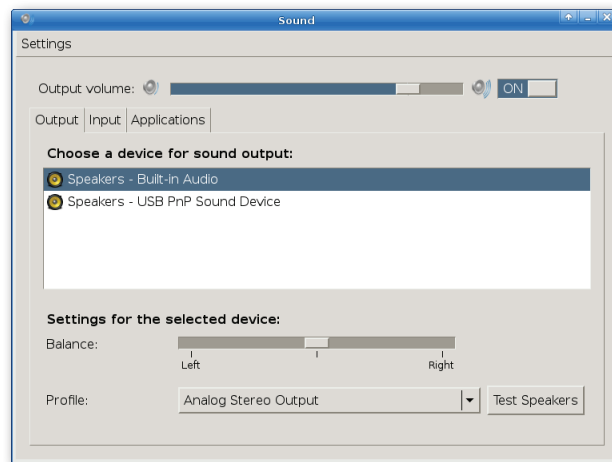 Sound
Settings
Output volume: ON
Output Input Applications
Choose a device for sound output:
Speakers - Built-in Audio
Speakers - USB PnP Sound Device
Settings for the selected device:
Balance:
Left Right
Profile: Analog Stereo Output Test Speakers